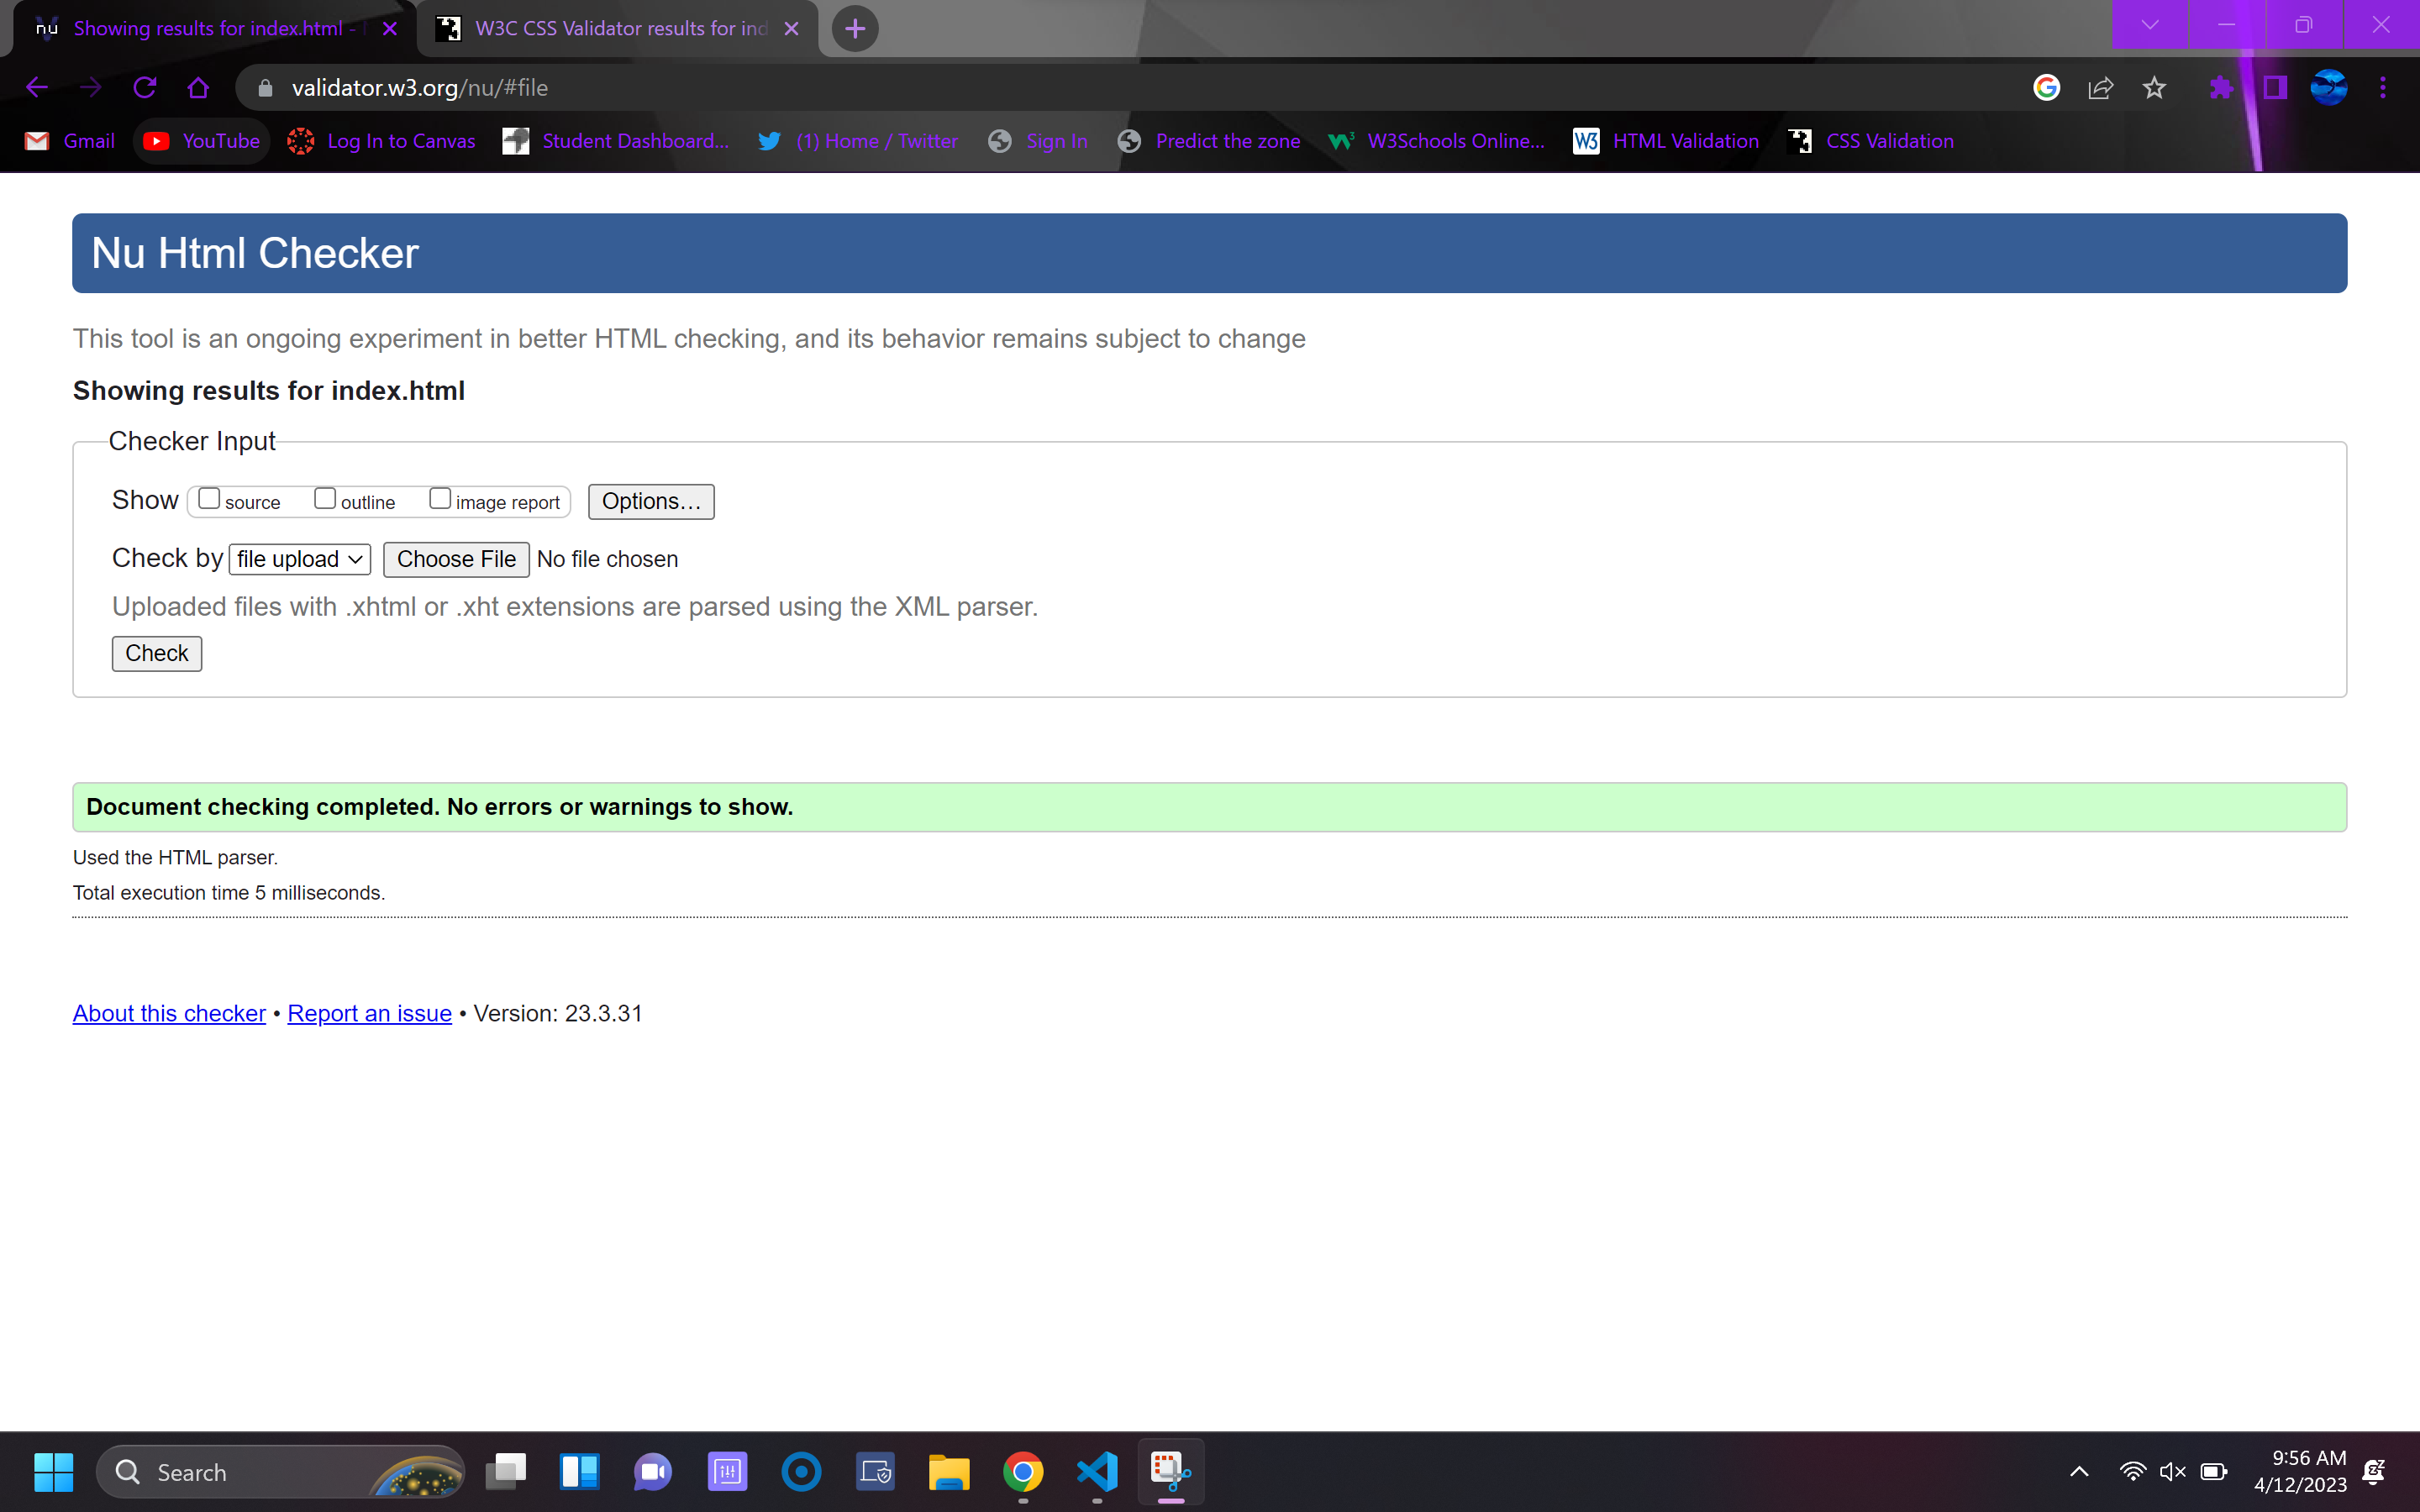 nu Showing results for index.html -
W3C CSS Validator results for ind
validator.w3.org/nu/#file
Gmail YouTube Log In to Canvas Student Dashboard... (1) Home / Twitter Sign In Predict the zone W3Schools Online... W3 HTML Validation CSS Validation
Nu Html Checker
This tool is an ongoing experiment in better HTML checking, and its behavior remains subject to change
Showing results for index.html
Checker Input
Show source outline image report Options...
Check by file upload Choose File No file chosen
Uploaded files with .xhtml or .xht extensions are parsed using the XML parser.
Check
Document checking completed. No errors or warnings to show.
Used the HTML parser.
Total execution time 5 milliseconds.
About this checker • Report an issue • Version: 23.3.31
Search
9:56 AM
4/12/2023